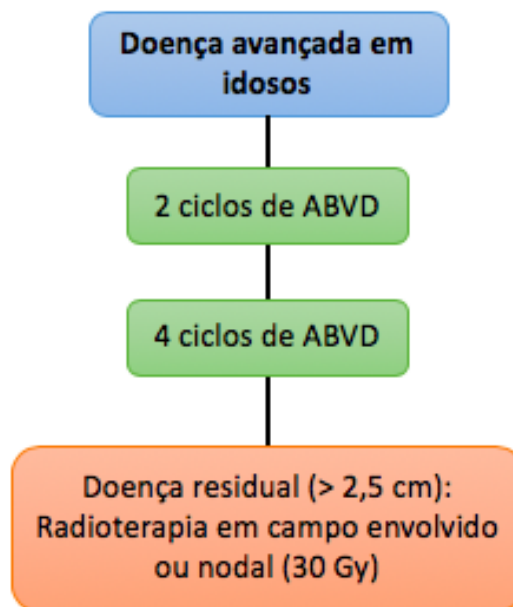 Doença avançada em
idosos
2 ciclos de ABVD
4 ciclos de ABVD
Doença residual (> 2,5 cm):
Radioterapia em campo envolvido
ou nodal (30 Gy)